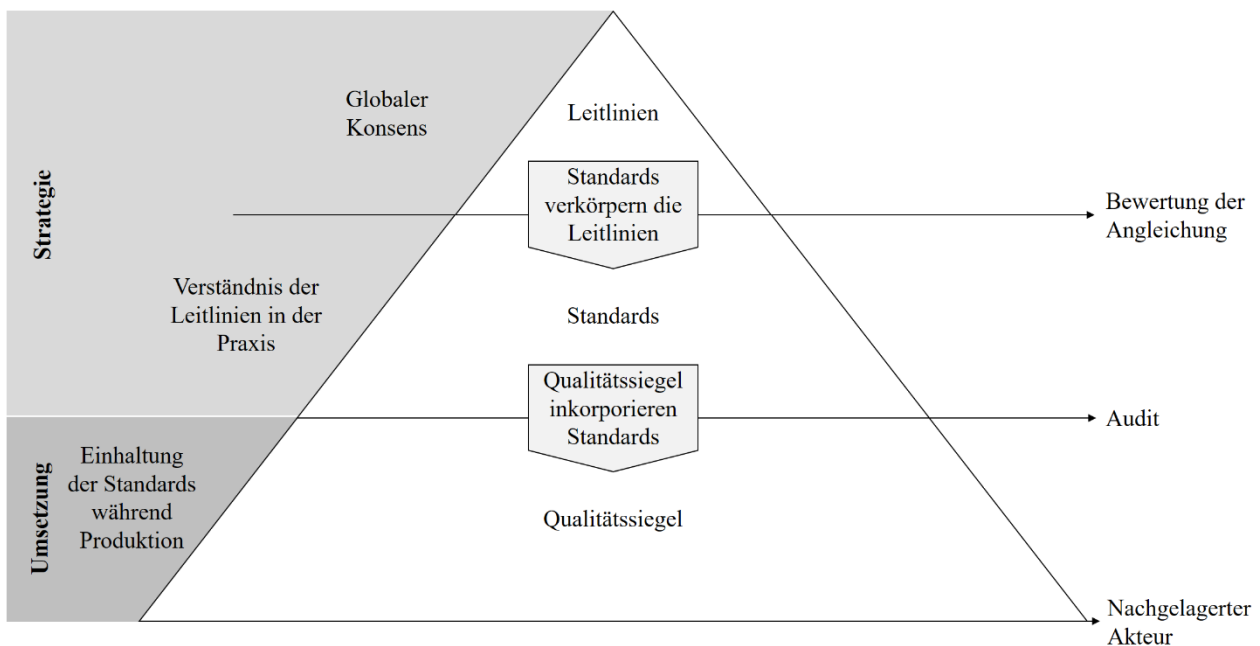 Strategie
Globaler
Konsens
Leitlinien
Standards
verkörpern die
Leitlinien
Bewertung der
Angleichung
Verständnis der
Leitlinien in der
Praxis
Standards
Qualitätssiegel
inkorporieren
Standards
Audit
Umsetzung
Einhaltung
der Standards
während
Produktion
Qualitätssiegel
Nachgelagerter
Akteur